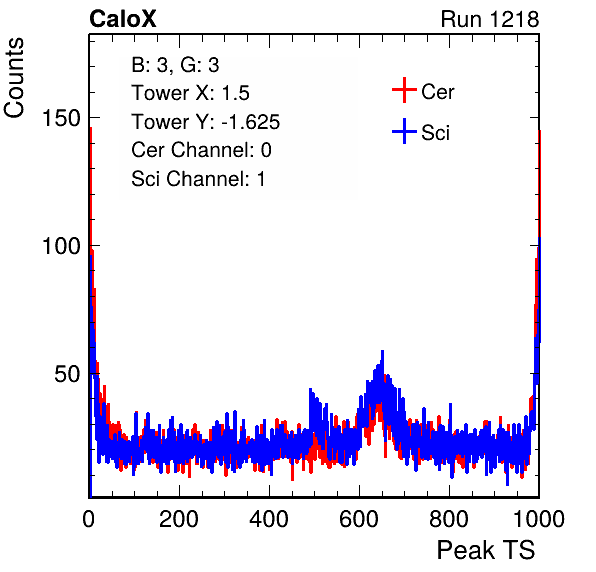 CaloX Run 1218
Counts
B: 3, G: 3
Tower X: 1.5
Tower Y: -1.625
Cer Channel: 0
Sci Channel: 1
Cer
Sci
150
100
50
0 200 400 600 800 1000
Peak TS